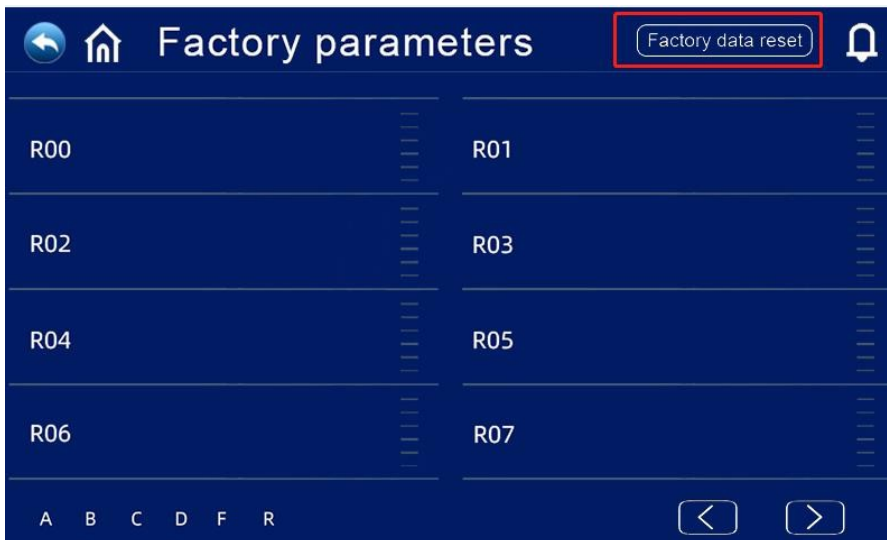 Factory parameters Factory data reset
R00 R01
R02 R03
R04 R05
R06 R07
A B C D F R